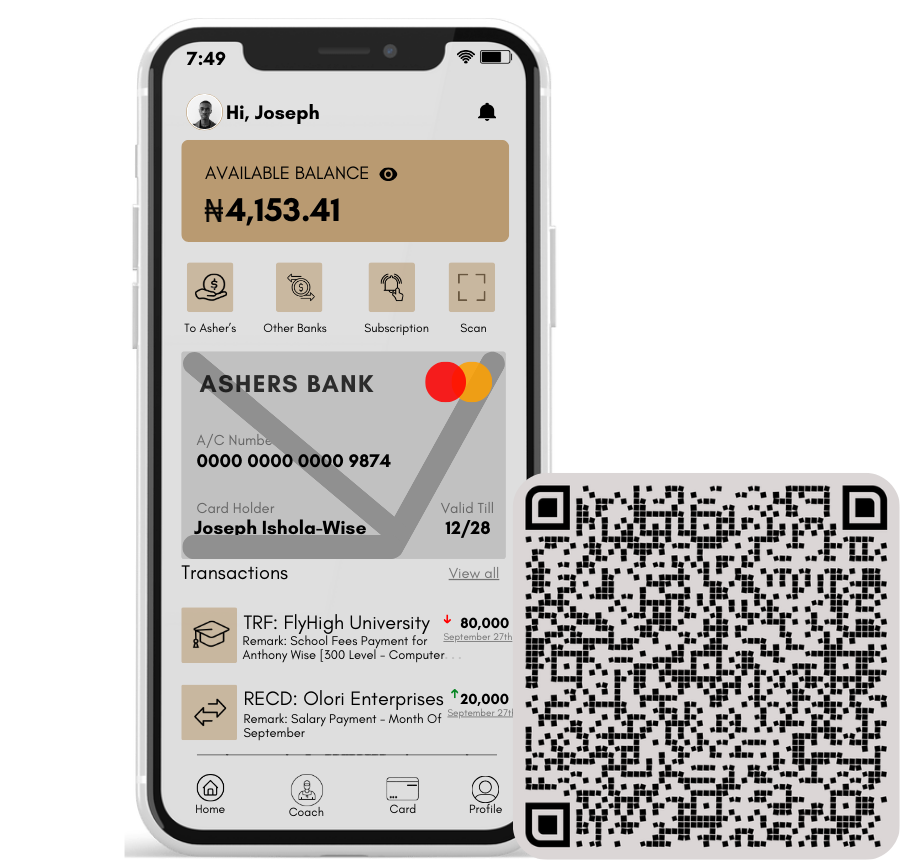 7:49
Hi, Joseph
AVAILABLE BALANCE
₦4,153.41
To Asher's
Other Banks
Subscription
Scan
ASHERS BANK
A/C Number
0000 0000 0000 9874
Card Holder
Valid Till
Joseph Ishola-Wise
12/28
Transactions
View all
TRF: FlyHigh University
80,000
Remark: School Fees Payment for
September 27th
Anthony Wise [300 Level - Computer. . .
RECD: Olori Enterprises
20,000
Remark: Salary Payment - Month Of
September 27th
September
Home
Coach
Card
Profile